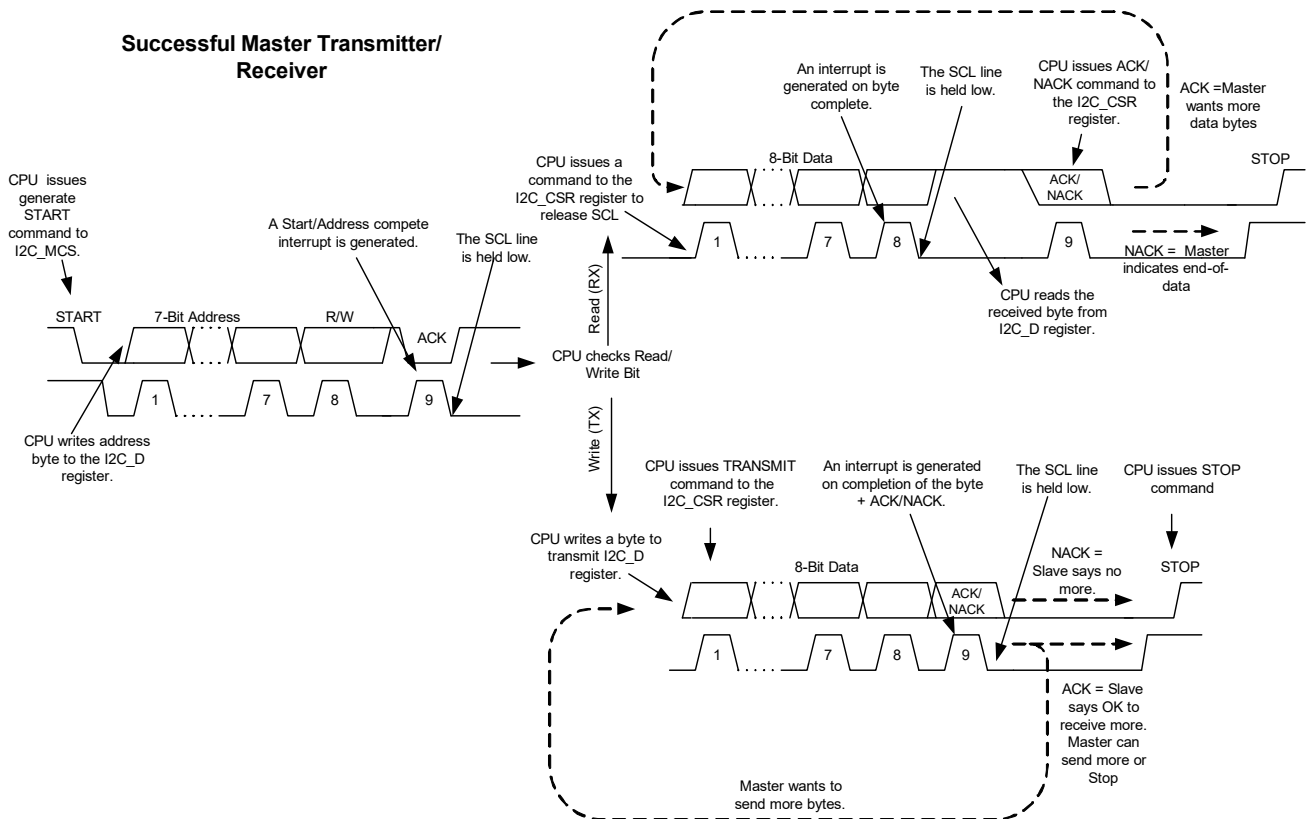 Successful Master Transmitter/
Receiver
CPU issues
generate
START
command to
I2C_MCS.
A Start/Address compete
interrupt is generated.
The SCL line
is held low.
START
7-Bit Address
R/W
ACK
1
7
8
9
CPU writes address
byte to the I2C_D
register.
CPU checks Read/
Write Bit
Read (RX)
Write (TX)
CPU issues a
command to the
I2C_CSR register to
release SCL
An interrupt is
generated on byte
complete.
The SCL line
is held low.
CPU issues ACK/
NACK command to
the I2C_CSR
register.
ACK =Master
wants more
data bytes
8-Bit Data
ACK/
NACK
STOP
1
7
8
9
NACK = Master
indicates end-of-
data
CPU reads the
received byte from
I2C_D register.
CPU issues TRANSMIT
command to the
I2C_CSR register.
An interrupt is generated
on completion of the byte
+ ACK/NACK.
The SCL line
is held low.
CPU issues STOP
command
CPU writes a byte to
transmit I2C_D
register.
8-Bit Data
ACK/
NACK
NACK =
Slave says no
more.
STOP
1
7
8
9
ACK = Slave
says OK to
receive more.
Master can
send more or
Stop
Master wants to
send more bytes.